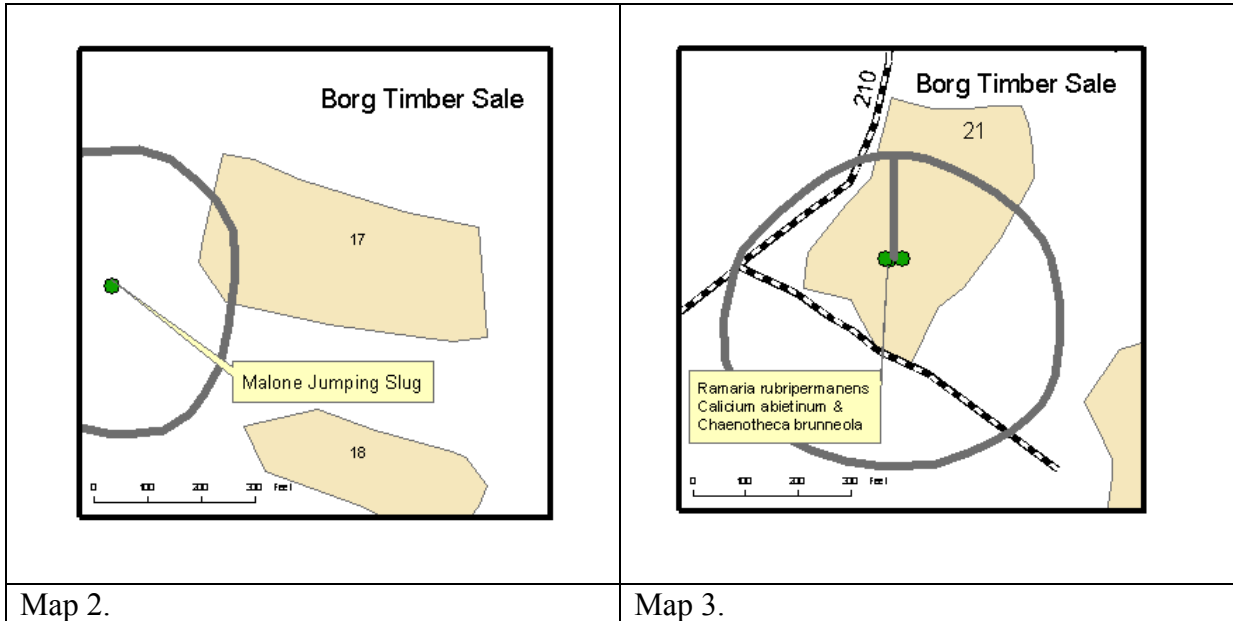 Borg Timber Sale
17
Malone Jumping Slug
18
0 100 200 300 Feet
Map 2.
210
Borg Timber Sale
21
Ramaria rubripermanens
Calicium abietinum &
Chaenotheca brunneola
0 100 200 300 Feet
Map 3.